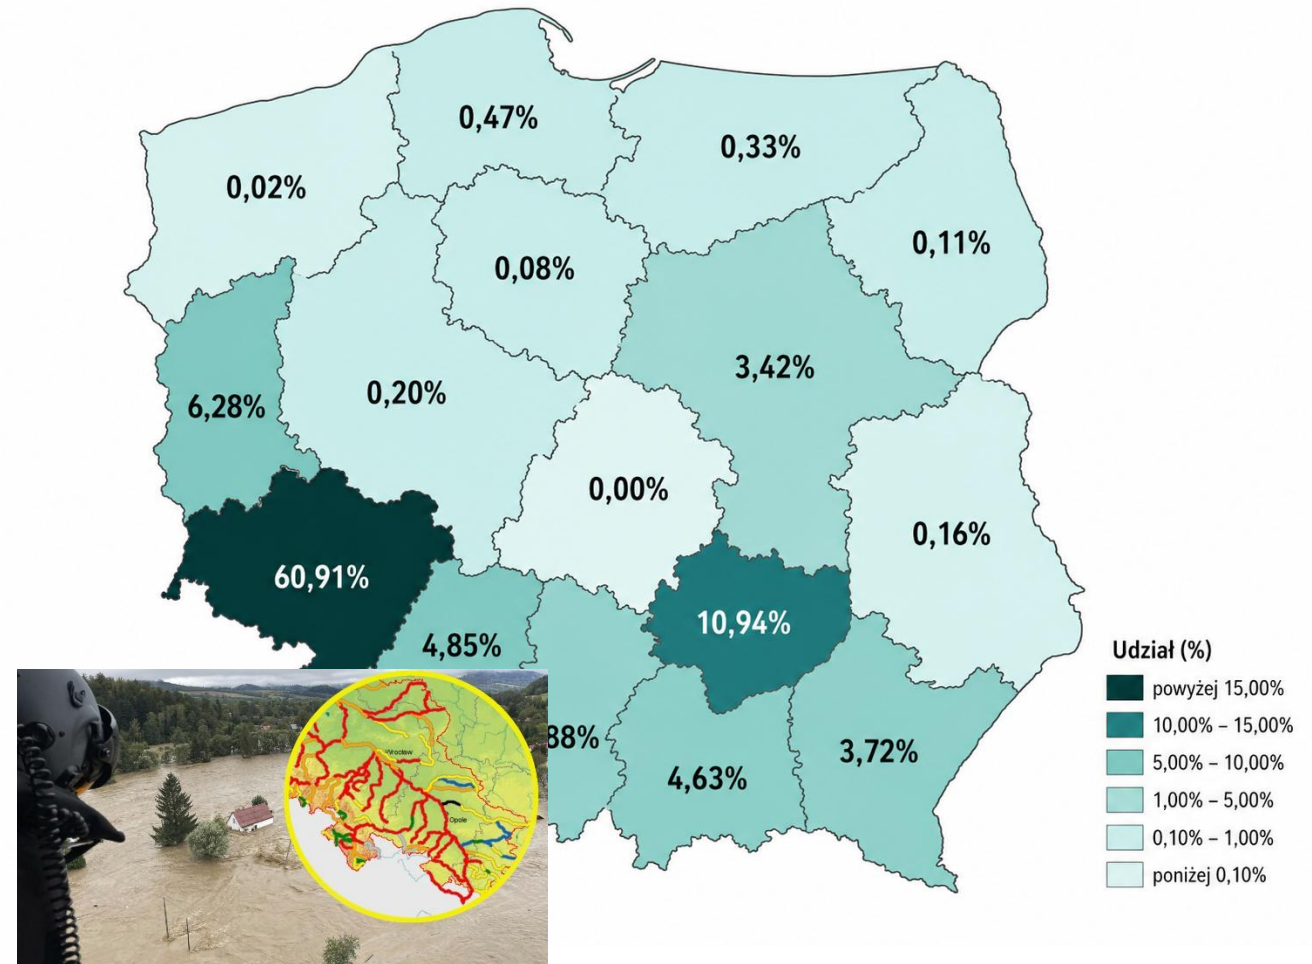 0,47%
0,33%
0,02%
0,11%
0,08%
3,42%
0,20%
6,28%
0,00%
0,16%
60,91%
10,94%
4,85%
88%
3,72%
4,63%
Udział (%)
powyżej 15,00%
10,00% – 15,00%
5,00% – 10,00%
1,00% – 5,00%
0,10% – 1,00%
poniżej 0,10%
Wrocław
Opole